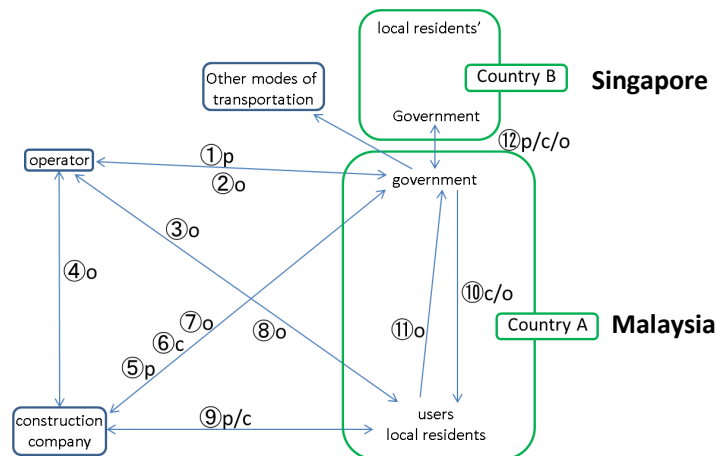 local residents’
Country B
Singapore
Other modes of
transportation
Government
⑫p/c/o
operator
①p
②o
government
③o
④o
⑩c/o
⑦o
⑧o
⑪o
⑥c
⑤p
Country A
Malaysia
construction
company
⑨p/c
users
local residents